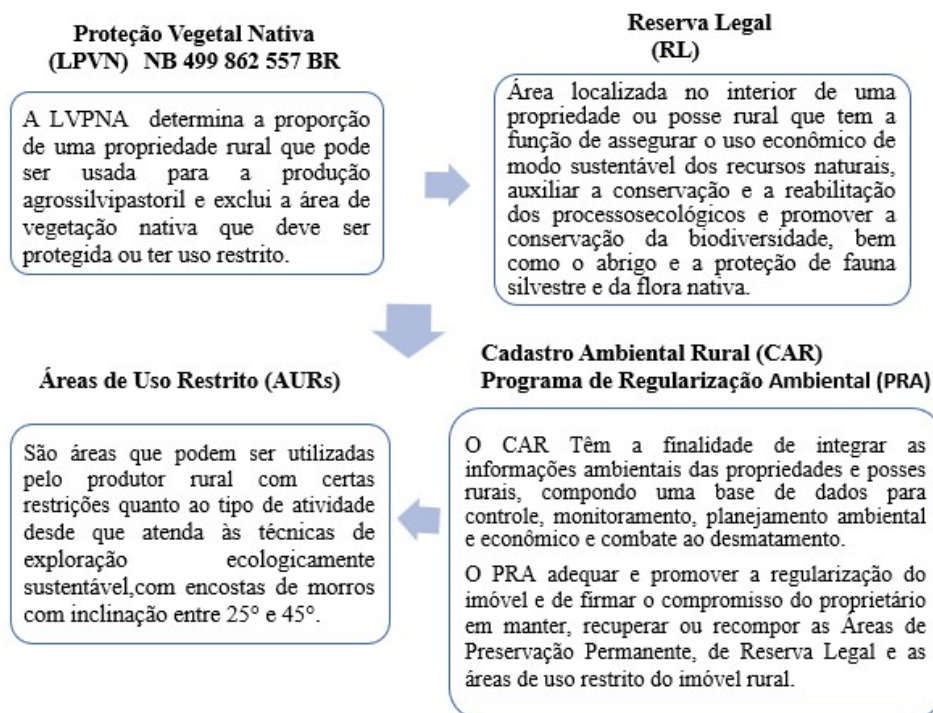 Proteção Vegetal Nativa
(LPVN) NB 499 862 557 BR
A LVPNA determina a proporção
de uma propriedade rural que pode
ser usada para a produção
agrossilvipastoril e exclui a área de
vegetação nativa que deve ser
protegida ou ter uso restrito.
Reserva Legal
(RL)
Área localizada no interior de uma
propriedade ou posse rural que tem a
função de assegurar o uso econômico de
modo sustentável dos recursos naturais,
auxiliar a conservação e a reabilitação
dos processosecológicos e promover a
conservação da biodiversidade, bem
como o abrigo e a proteção de fauna
silvestre e da flora nativa.
Áreas de Uso Restrito (AURs)
São áreas que podem ser utilizadas
pelo produtor rural com certas
restrições quanto ao tipo de atividade
desde que atenda às técnicas de
exploração ecologicamente
sustentável,com encostas de morros
com inclinação entre 25° e 45°.
Cadastro Ambiental Rural (CAR)
Programa de Regularização Ambiental (PRA)
O CAR Têm a finalidade de integrar as
informações ambientais das propriedades e posses
rurais, compondo uma base de dados para
controle, monitoramento, planejamento ambiental
e econômico e combate ao desmatamento.
O PRA adequar e promover a regularização do
imóvel e de firmar o compromisso do proprietário
em manter, recuperar ou recompor as Áreas de
Preservação Permanente, de Reserva Legal e as
áreas de uso restrito do imóvel rural.